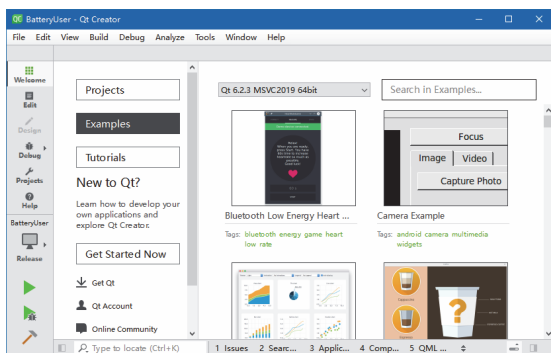 QC BatteryUser - Qt Creator
File Edit View Build Debug Analyze Tools Window Help
Welcome
Edit
Design
Debug
Projects
Help
BatteryUser
Release
Projects
Examples
Tutorials
New to Qt?
Learn how to develop your
own applications and
explore Qt Creator.
Get Started Now
Get Qt
Qt Account
Online Community
Qt 6.2.3 MSVC2019 64bit
Search in Examples...
Bluetooth Low Energy Heart ...
Tags: bluetooth energy game heart
low rate
Focus
Image Video
Capture Photo
Camera Example
Tags: android camera multimedia
widgets
?
Type to locate (Ctrl+K)
1 Issues 2 Searc... 3 Applic... 4 Comp... 5 QML ...